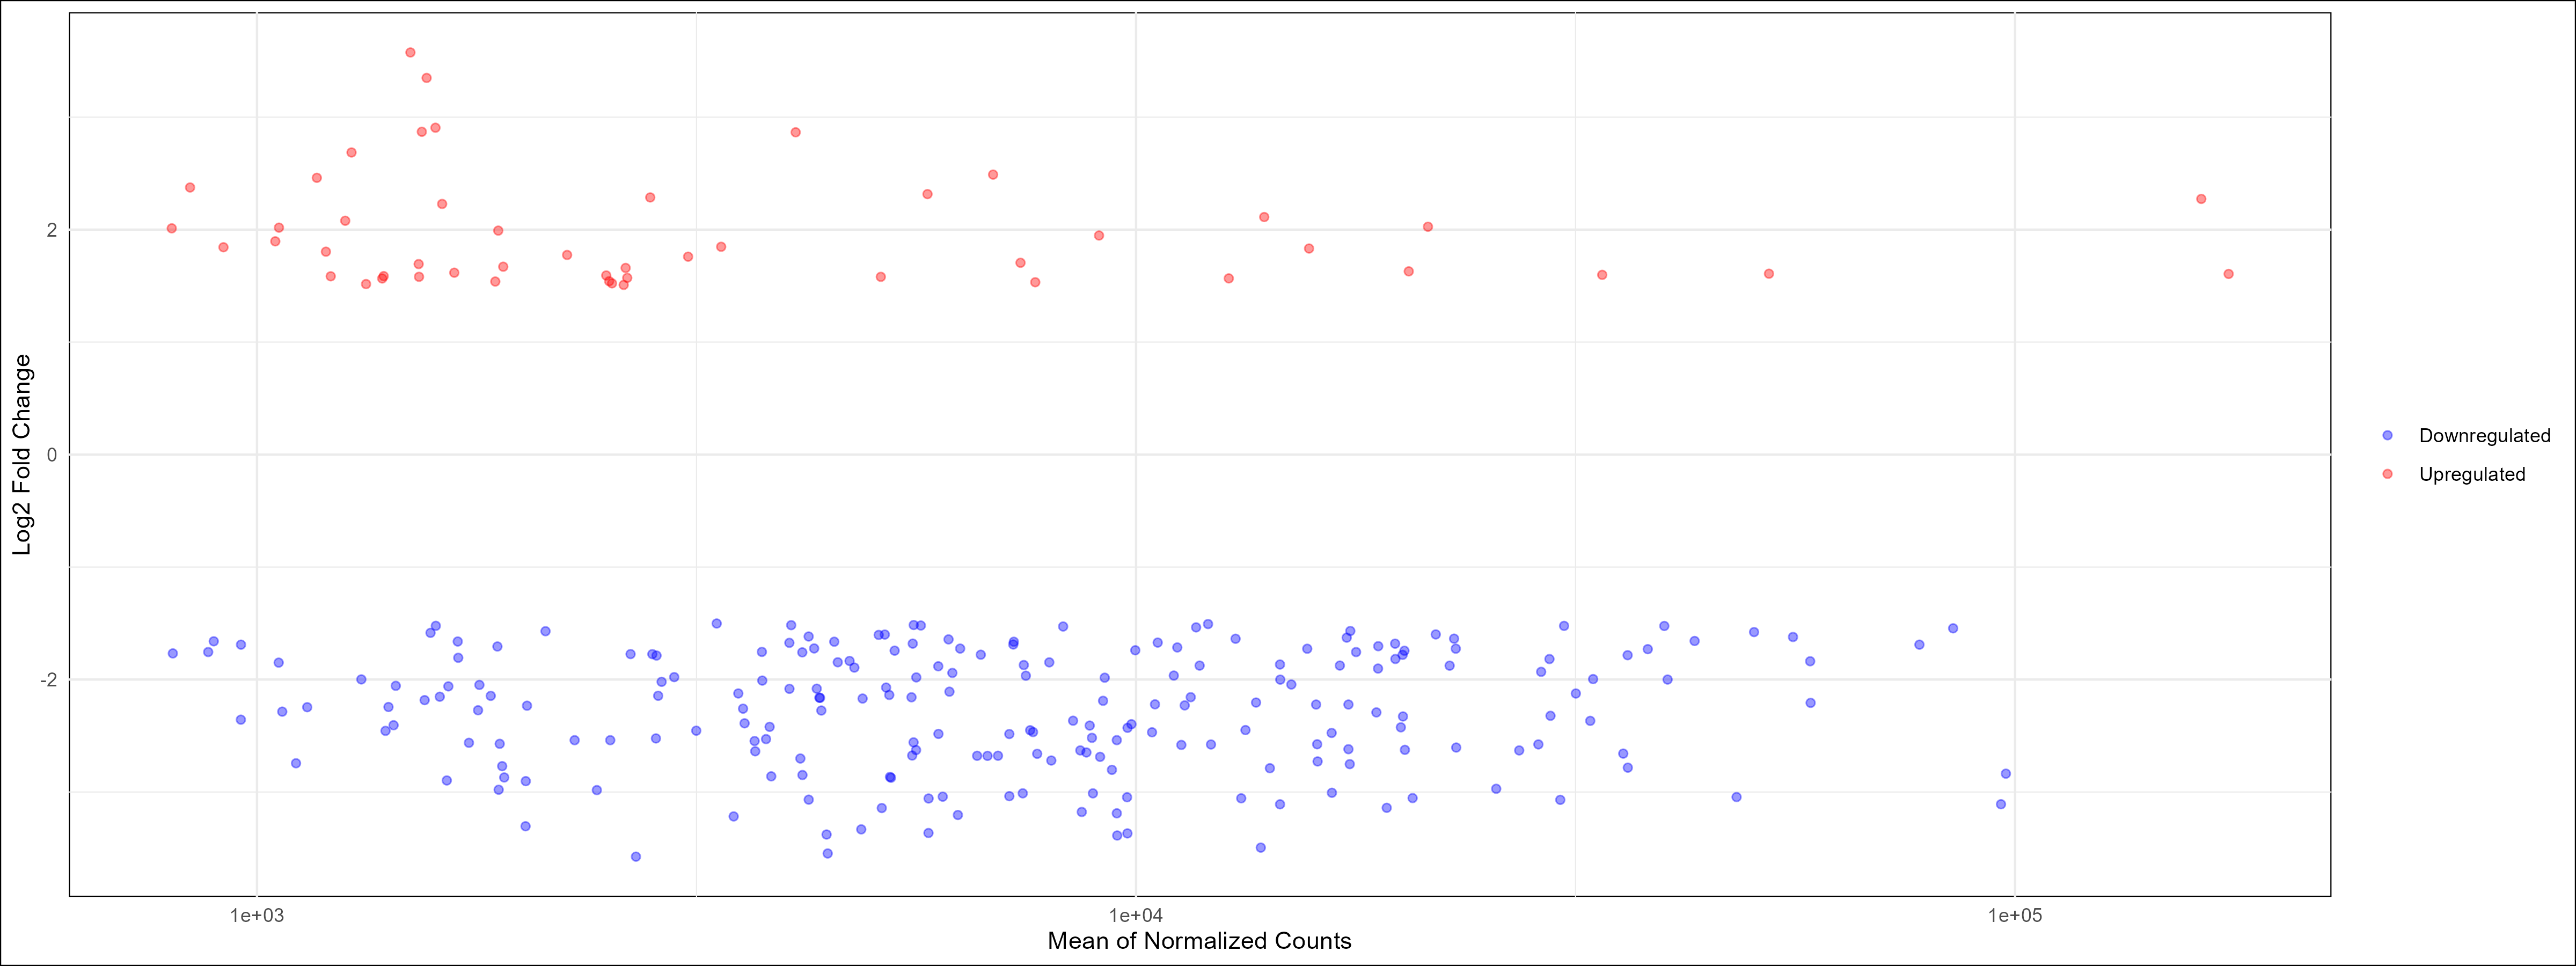 Log2 Fold Change
2
0
-2
1e+03
1e+04
1e+05
Mean of Normalized Counts
Downregulated
Upregulated